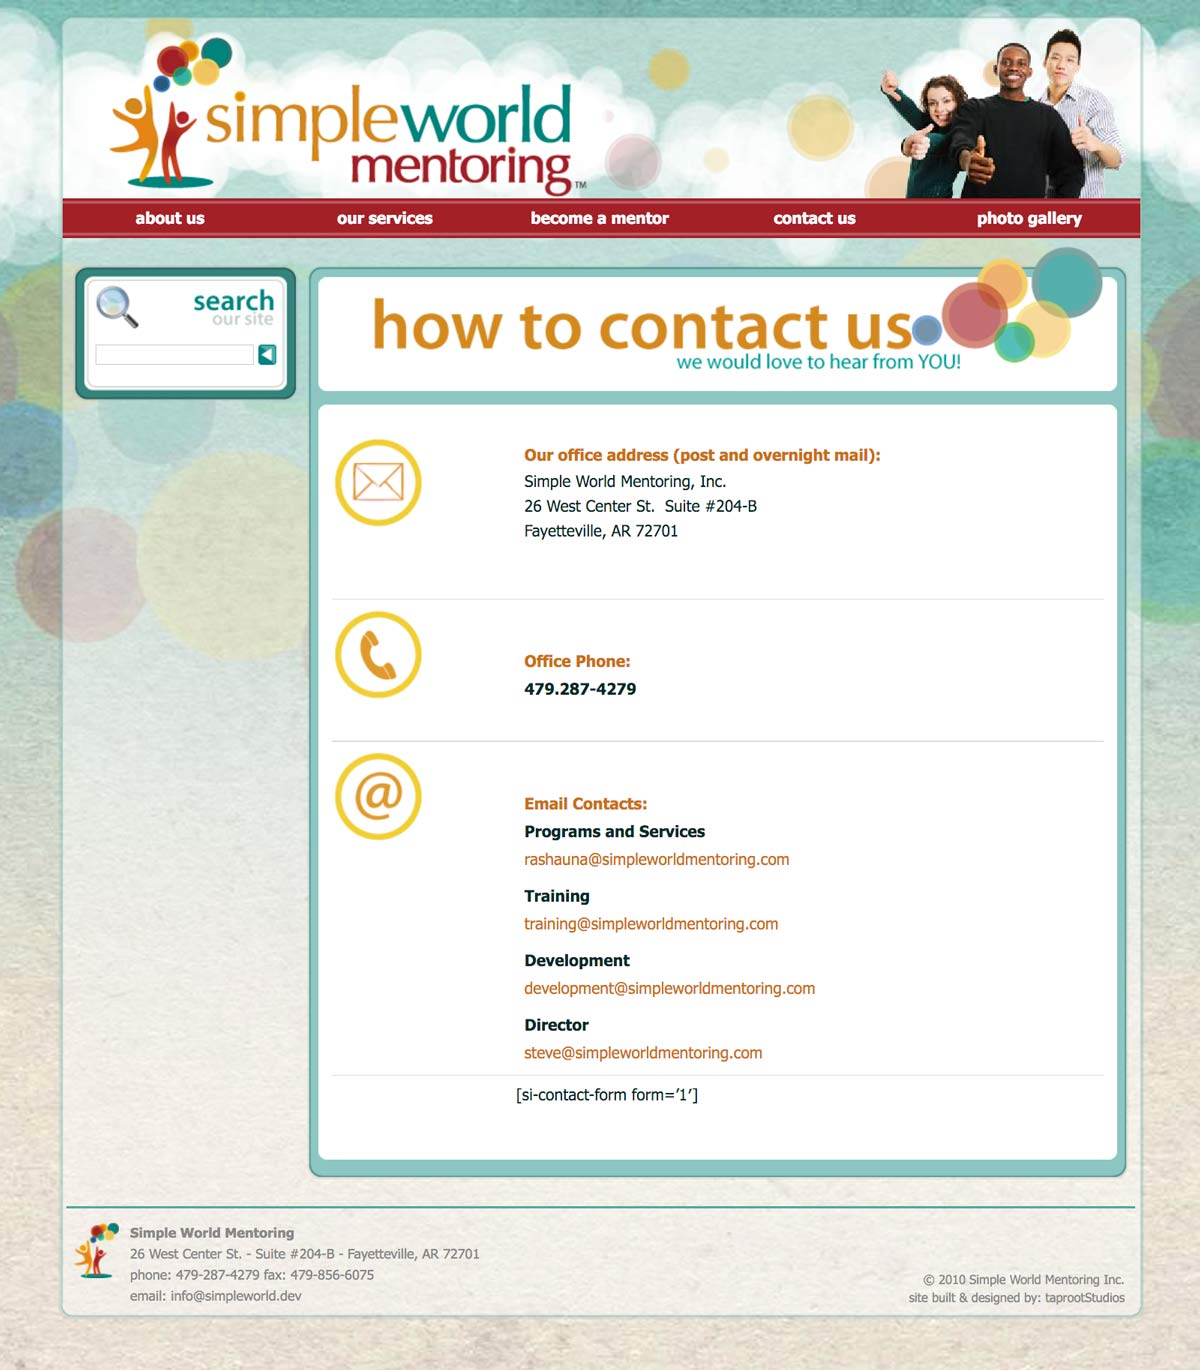 simpleworld
mentoring™
about us
our services
become a mentor
contact us
photo gallery
search
our site
how to contact us
we would love to hear from YOU!
Our office address (post and overnight mail):
Simple World Mentoring, Inc.
26 West Center St.  Suite #204-B
Fayetteville, AR 72701
Office Phone:
479.287-4279
@
Email Contacts:
Programs and Services
rashauna@simpleworldmentoring.com
Training
training@simpleworldmentoring.com
Development
development@simpleworldmentoring.com
Director
steve@simpleworldmentoring.com
[si-contact-form form=’1′]
Simple World Mentoring
26 West Center St. - Suite #204-B - Fayetteville, AR 72701
phone: 479-287-4279 fax: 479-856-6075
email: info@simpleworld.dev
© 2010 Simple World Mentoring Inc.
site built & designed by: taprootStudios